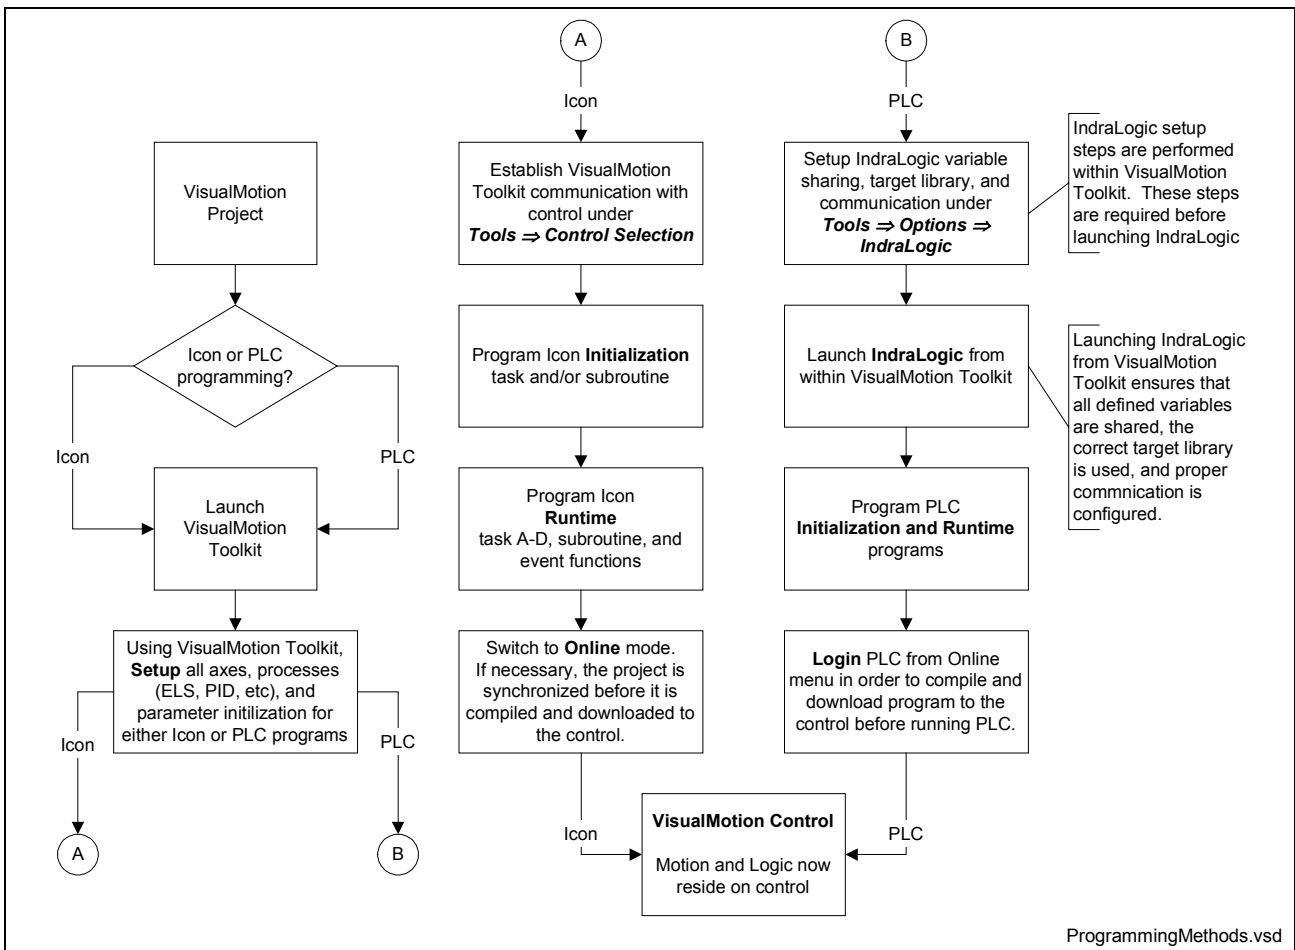 VisualMotion
Project
Icon or PLC
programming?
Icon
PLC
Launch
VisualMotion
Toolkit
Using VisualMotion Toolkit,
Setup all axes, processes
(ELS, PID, etc), and
parameter initilization for
either Icon or PLC programs
Icon
PLC
A
B
A
Icon
Establish VisualMotion
Toolkit communication with
control under
Tools ⇒ Control Selection
Program Icon Initialization
task and/or subroutine
Program Icon
Runtime
task A-D, subroutine, and
event functions
Switch to Online mode.
If necessary, the project is
synchronized before it is
compiled and downloaded to
the control.
Icon
B
PLC
Setup IndraLogic variable
sharing, target library, and
communication under
Tools ⇒ Options ⇒
IndraLogic
Launch IndraLogic from
within VisualMotion Toolkit
Program PLC
Initialization and Runtime
programs
Login PLC from Online
menu in order to compile and
download program to the
control before running PLC.
PLC
VisualMotion Control
Motion and Logic now
reside on control
IndraLogic setup
steps are performed
within VisualMotion
Toolkit. These steps
are required before
launching IndraLogic
Launching IndraLogic
from VisualMotion
Toolkit ensures that
all defined variables
are shared, the
correct target library
is used, and proper
commnication is
configured.
ProgrammingMethods.vsd